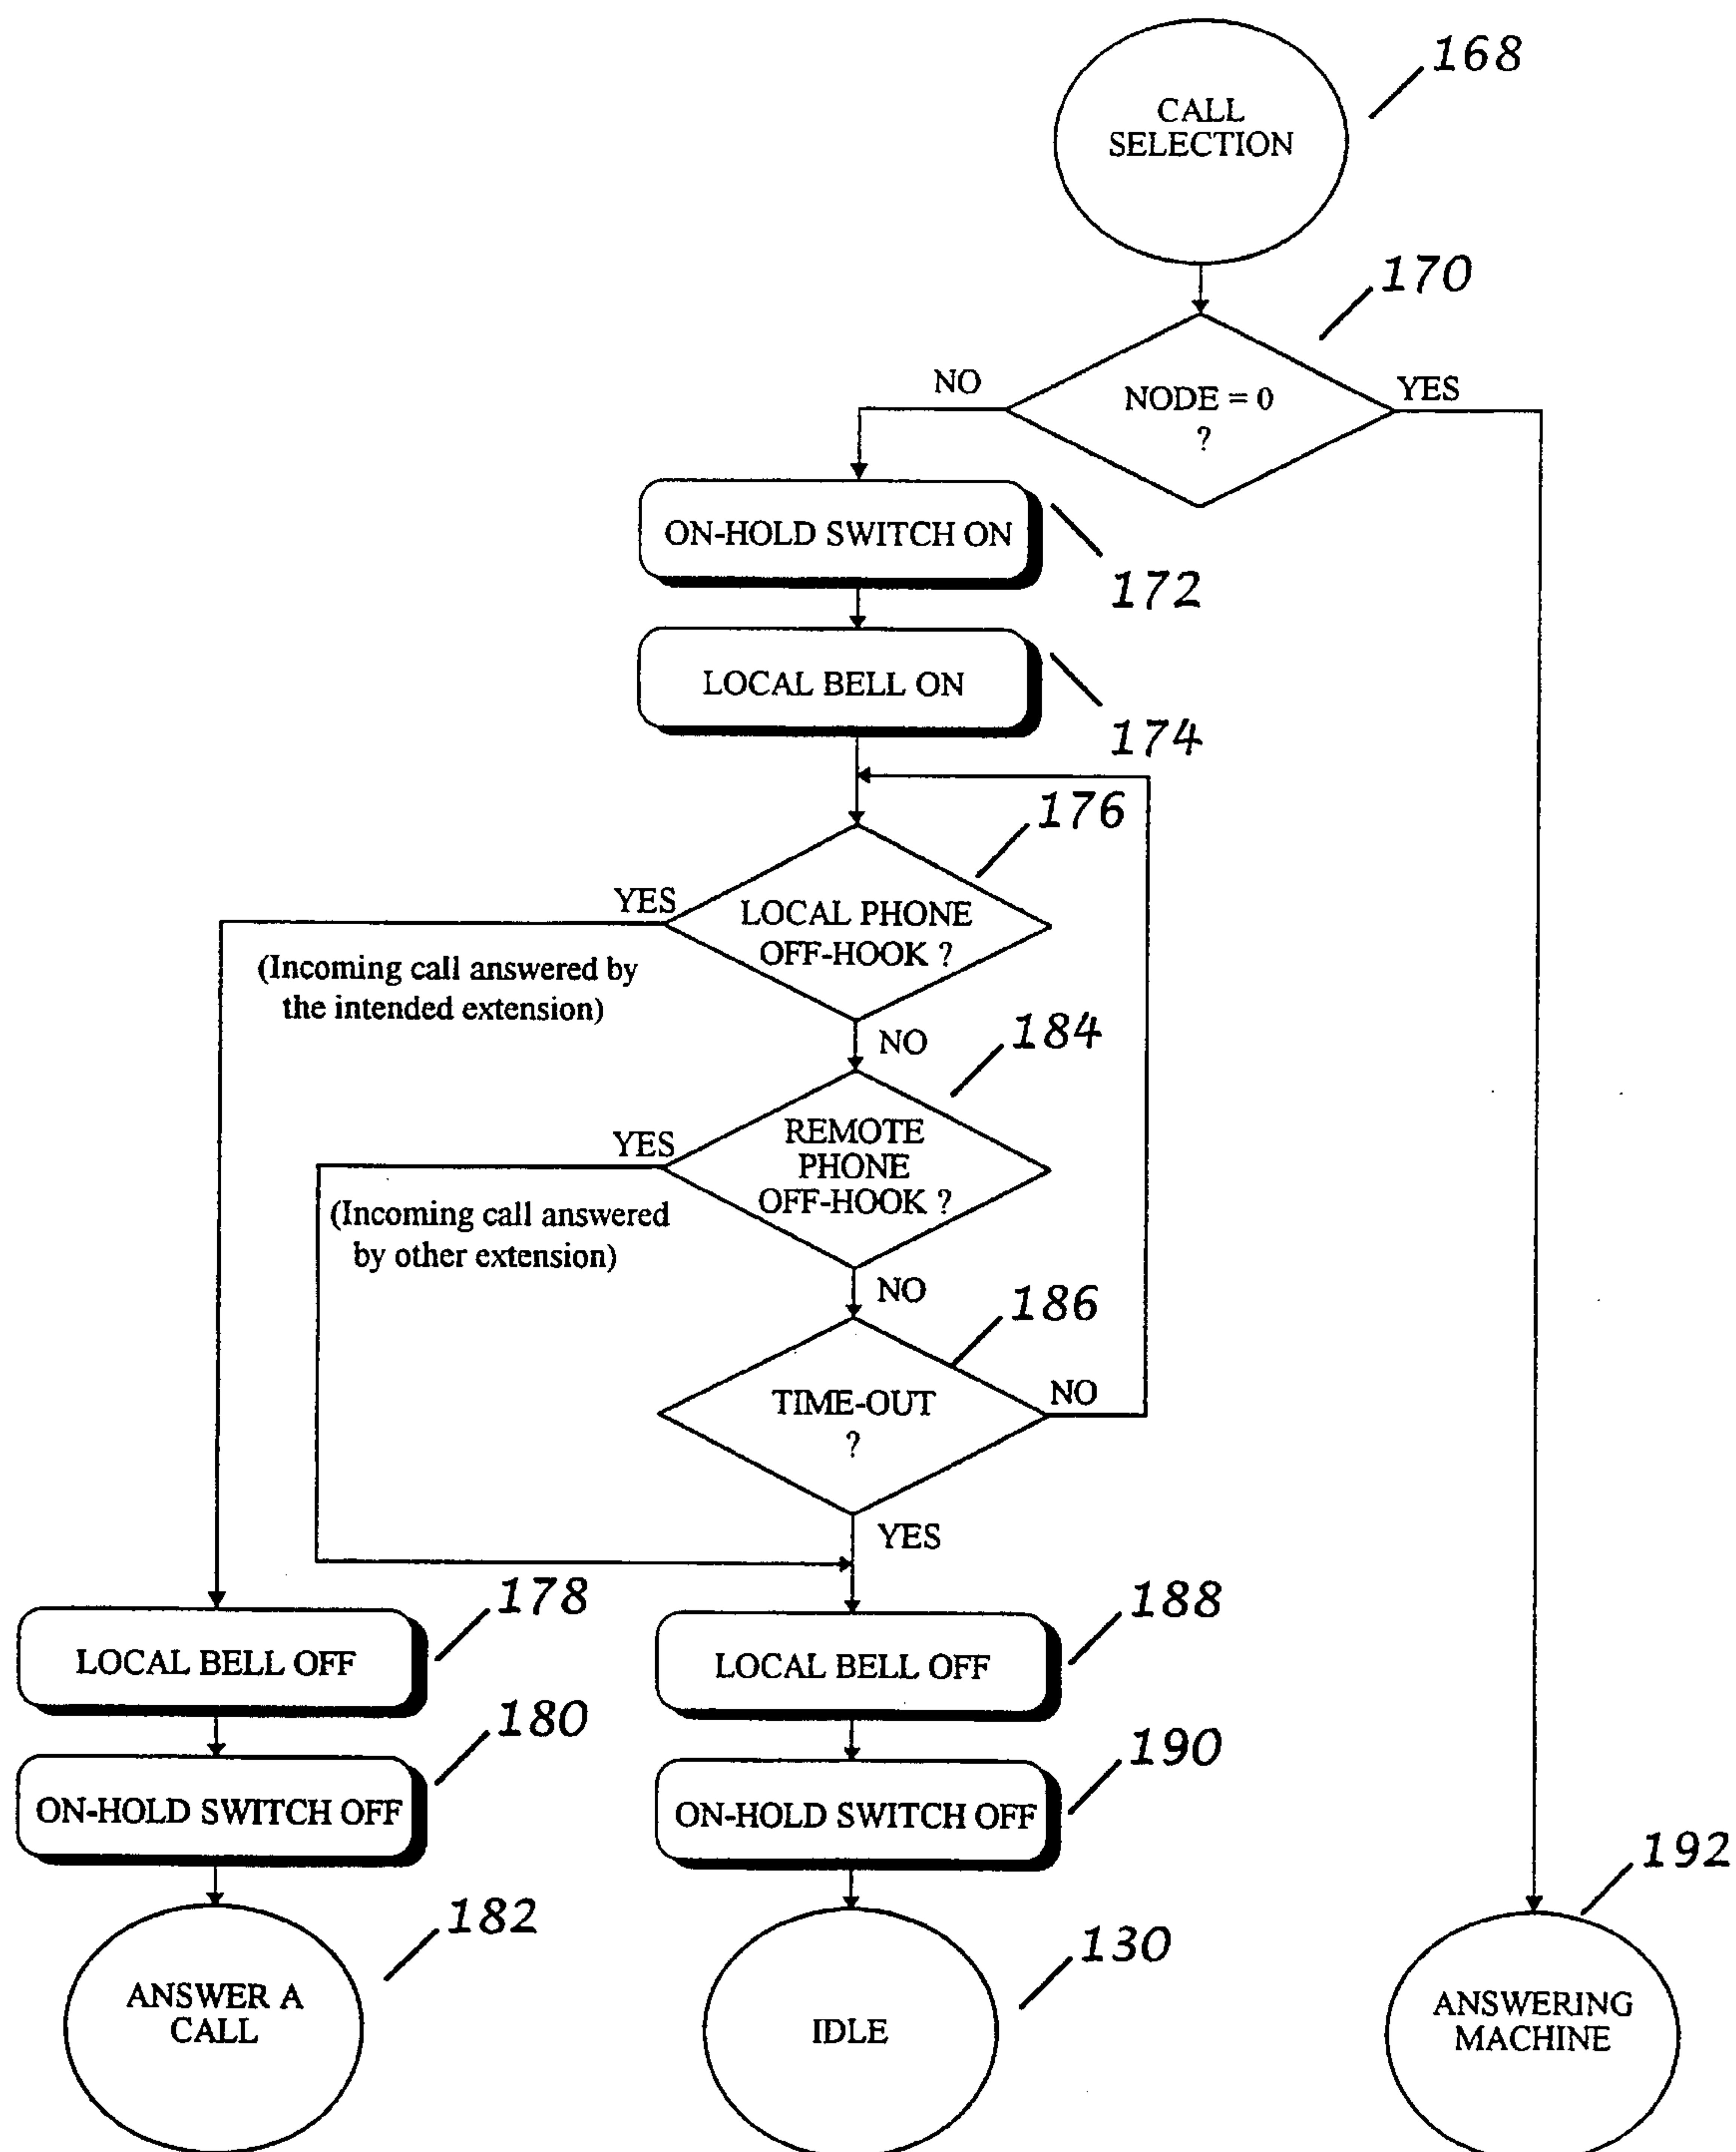 168
CALL
SELECTION
170
NO
YES
NODE = 0
?
ON-HOLD SWITCH ON
172
LOCAL BELL ON
174
176
YES
LOCAL PHONE
OFF-HOOK ?
(Incoming call answered by
the intended extension)
NO
184
YES
REMOTE
PHONE
OFF-HOOK ?
(Incoming call answered
by other extension)
NO
186
TIME-OUT
?
NO
YES
178
LOCAL BELL OFF
188
LOCAL BELL OFF
180
ON-HOLD SWITCH OFF
190
ON-HOLD SWITCH OFF
192
182
ANSWER A
CALL
130
IDLE
ANSWERING
MACHINE